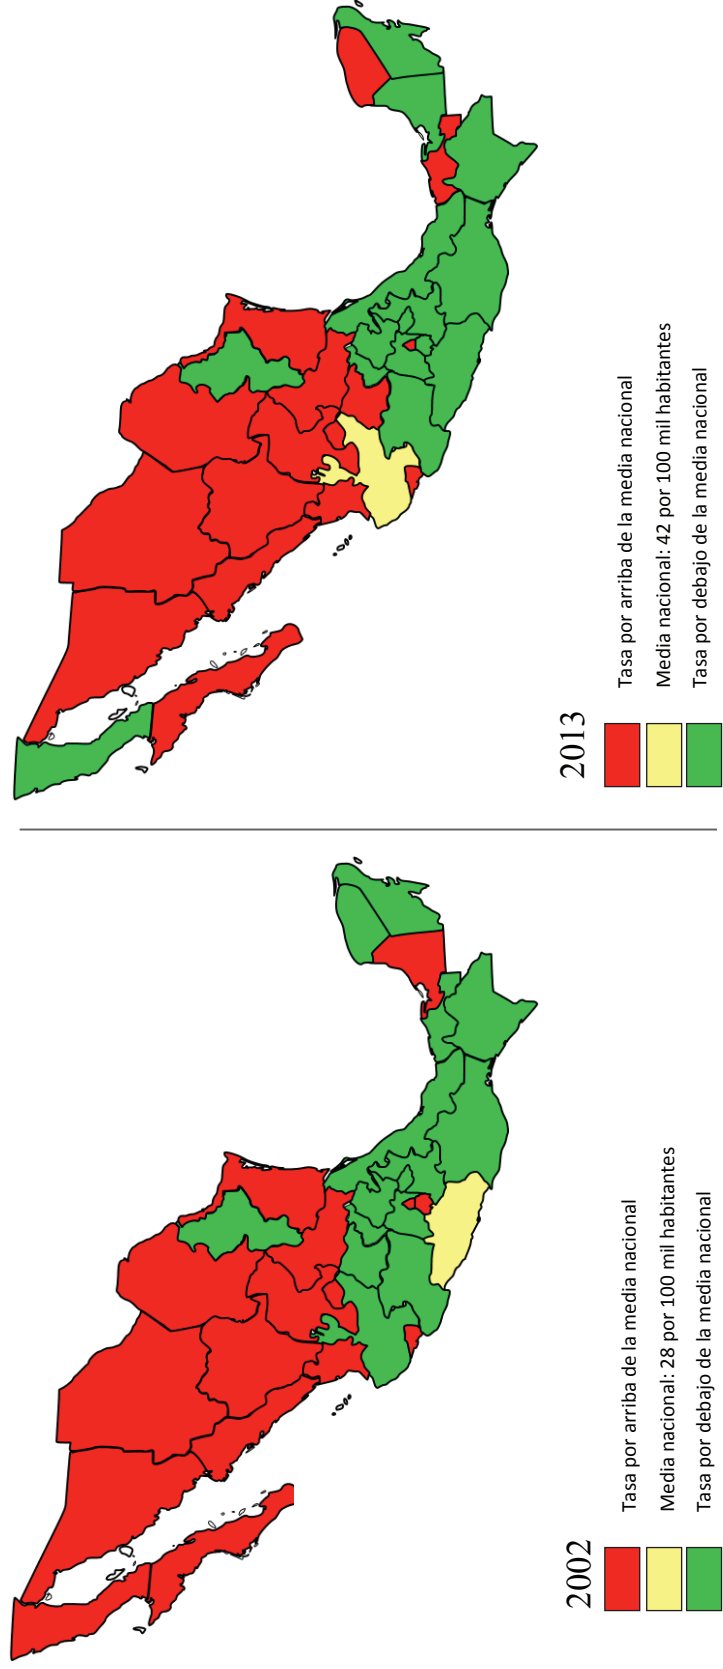 2002
Tasa por arriba de la media nacional
Media nacional: 28 por 100 mil habitantes
Tasa por debajo de la media nacional
2013
Tasa por arriba de la media nacional
Media nacional: 42 por 100 mil habitantes
Tasa por debajo de la media nacional